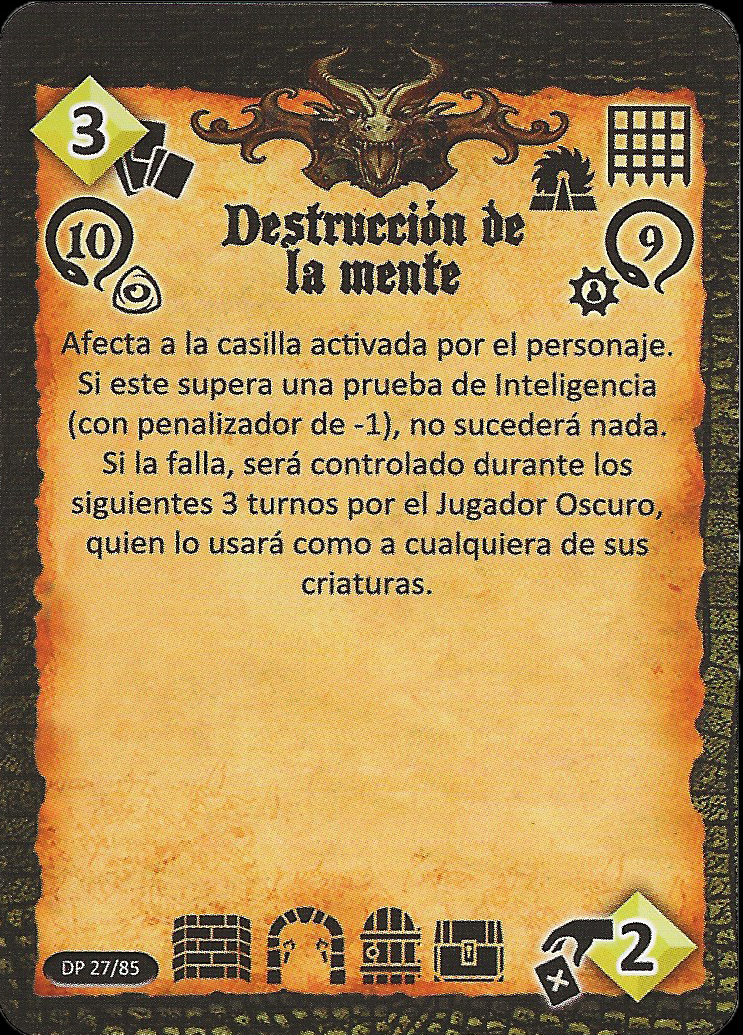 3
10
9
Destrucción de
la mente
Afecta a la casilla activada por el personaje.
Si este supera una prueba de Inteligencia
(con penalizador de -1), no sucederá nada.
Si la falla, será controlado durante los
siguientes 3 turnos por el Jugador Oscuro,
quien lo usará como a cualquiera de sus
criaturas.
DP 27/85
2